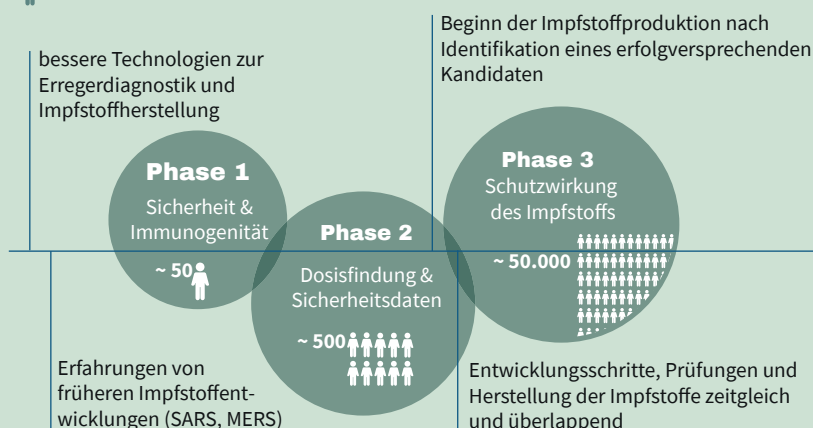 bessere Technologien zur
Erregerdiagnostik und
Impfstoffherstellung
Beginn der Impfstoffproduktion nach
Identifikation eines erfolgversprechenden
Kandidaten
Phase 1
Sicherheit &
Immunogenität
~ 50
Phase 2
Dosisfindung &
Sicherheitsdaten
~ 500
Phase 3
Schutzwirkung
des Impfstoffs
~ 50.000
Erfahrungen von
früheren Impfstoffent-
wicklungen (SARS, MERS)
Entwicklungsschritte, Prüfungen und
Herstellung der Impfstoffe zeitgleich
und überlappend